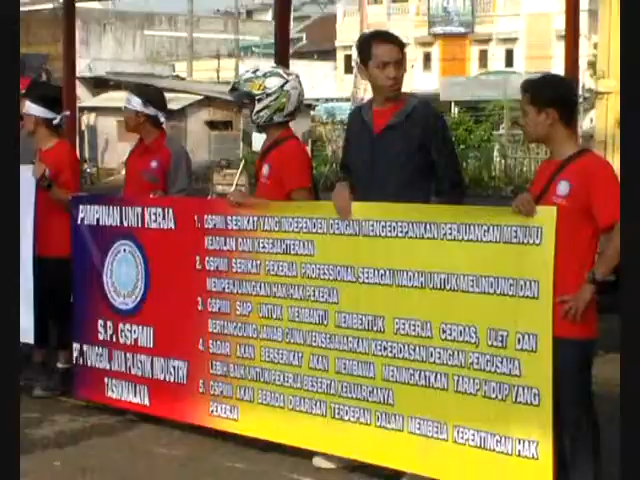 PIMPINAN UNIT KERJA
S.P. GSPMII
PT. TUNGGAL JAYA PLASTIK INDUSTRY
TASIKMALAYA
1. GSPMII SERIKAT YANG INDEPENDEN DENGAN MENGEDEPANKAN PERJUANGAN MENUJU
KEADILAN DAN KESEJAHTERAAN
2. GSPMII SERIKAT PEKERJA PROFESSIONAL SEBAGAI WADAH UNTUK MELINDUNGI DAN
MEMPERJUANGKAN HAK-HAK PEKERJA
3. GSPMII SIAP UNTUK MEMBANTU MEMBENTUK PEKERJA CERDAS, ULET DAN
BERTANGGUNG JAWAB GUNA MENSEJAJARKAN KECERDASAN DENGAN PENGUSAHA
4. SADAR AKAN BERSERIKAT AKAN MEMBAWA MENINGKATKAN TARAP HIDUP YANG
LEBIH BAIK UNTUK PEKERJA BESERTA KELUARGANYA
5. GSPMII AKAN BERADA DIBARISAN TERDEPAN DALAM MEMBELA KEPENTINGAN HAK
PEKERJA